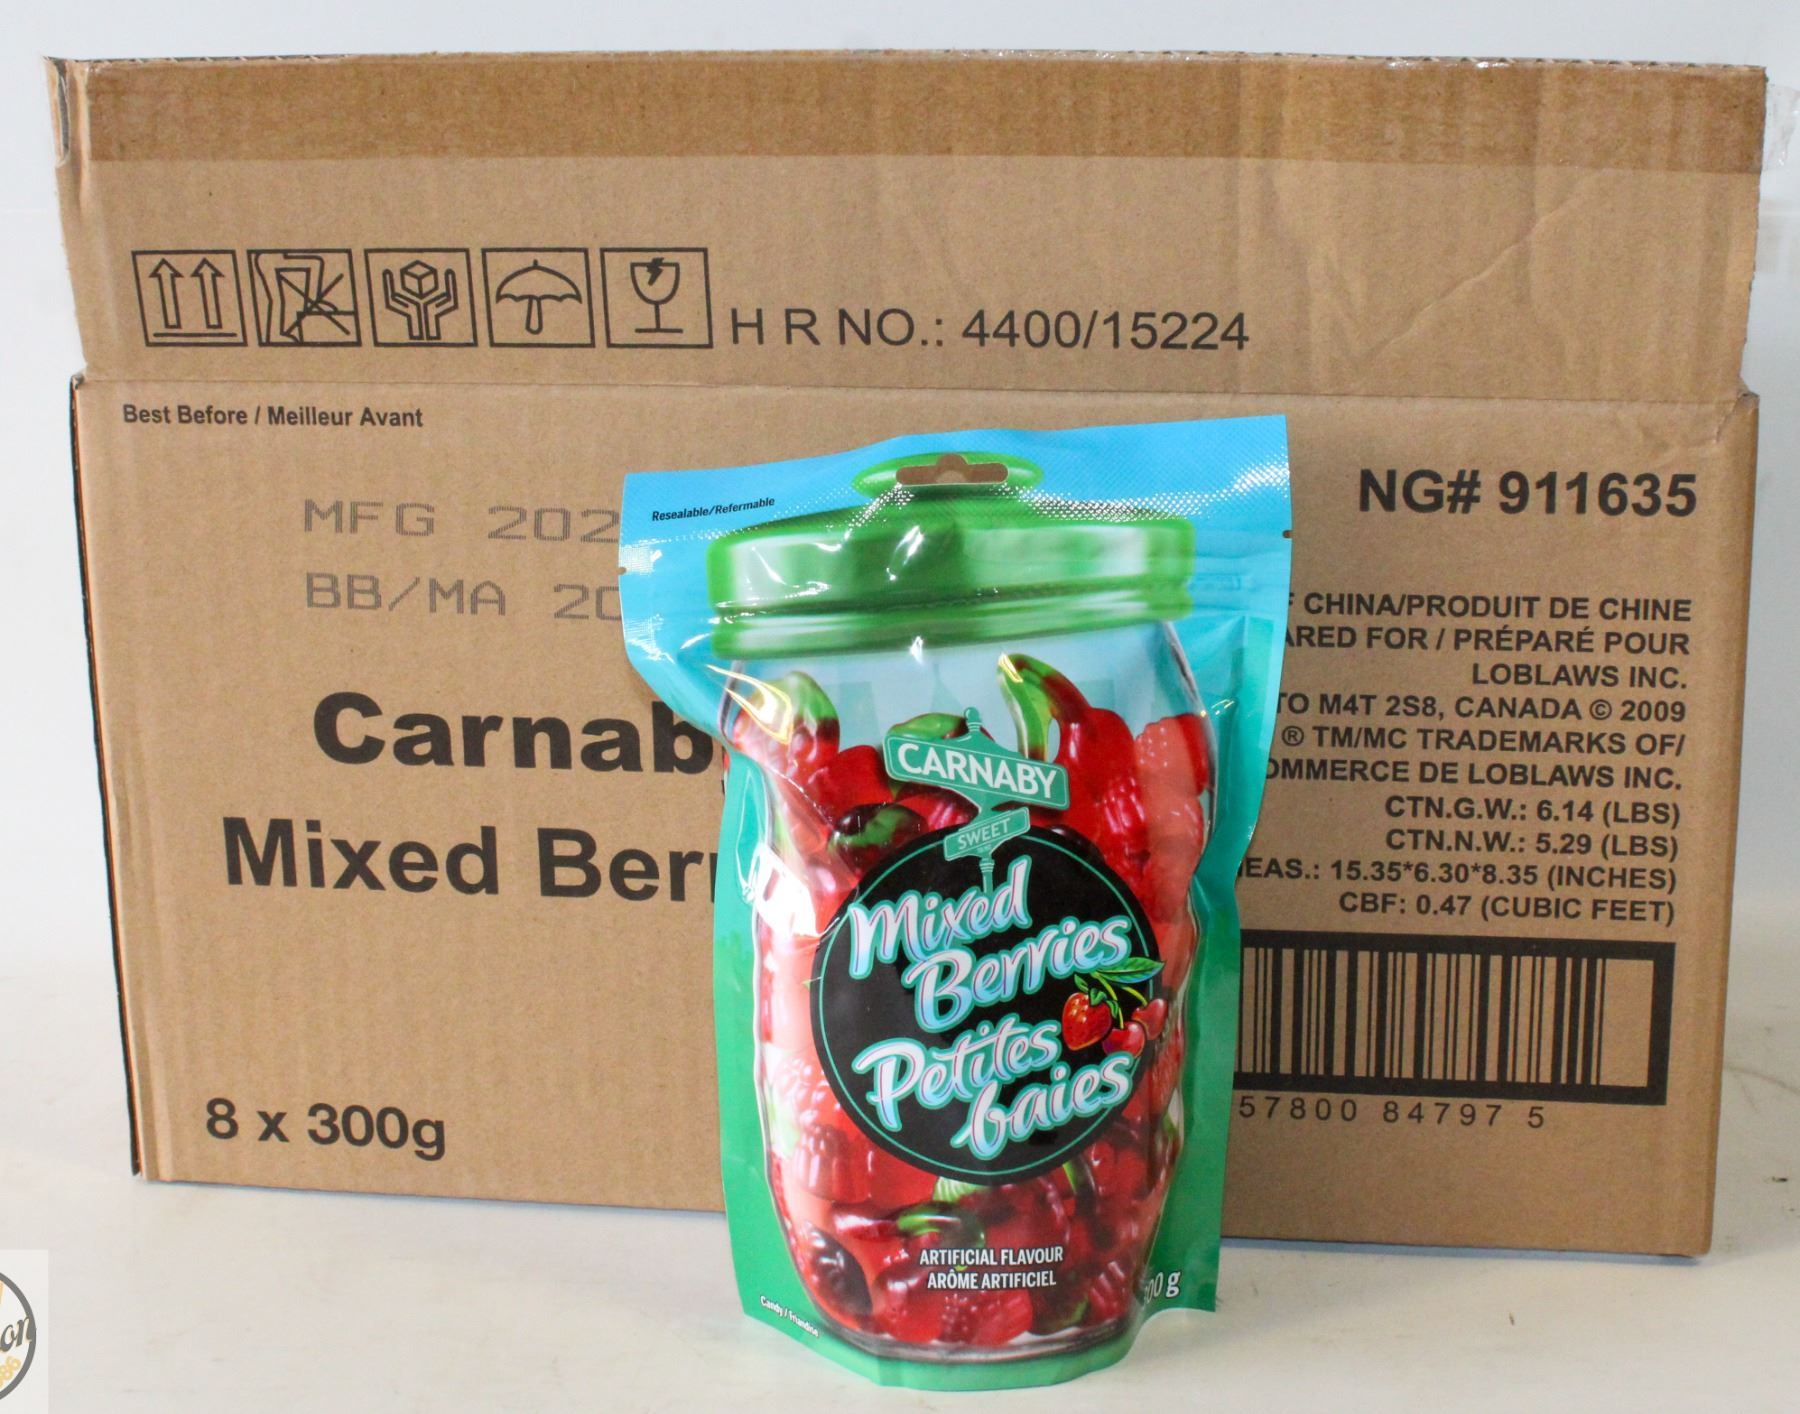 H R NO.: 4400/15224
Best Before / Meilleur Avant
MFG 202
BB/MA 20
Carnab
Mixed Ber
8 x 300g
NG# 911635
CHINA/PRODUIT DE CHINE
ARED FOR / PRÉPARÉ POUR
LOBLAWS INC.
TO M4T 2S8, CANADA © 2009
® TM/MC TRADEMARKS OF/
OMMERCE DE LOBLAWS INC.
CTN.G.W.: 6.14 (LBS)
CTN.N.W.: 5.29 (LBS)
EAS.: 15.35*6.30*8.35 (INCHES)
CBF: 0.47 (CUBIC FEET)
57800 84797 5
Resealable/Refermable
CARNABY
SWEET
Mixed
Berries
Petites
baies
ARTIFICIAL FLAVOUR
ARÔME ARTIFICIEL
Candy / Friandise
00 g
on